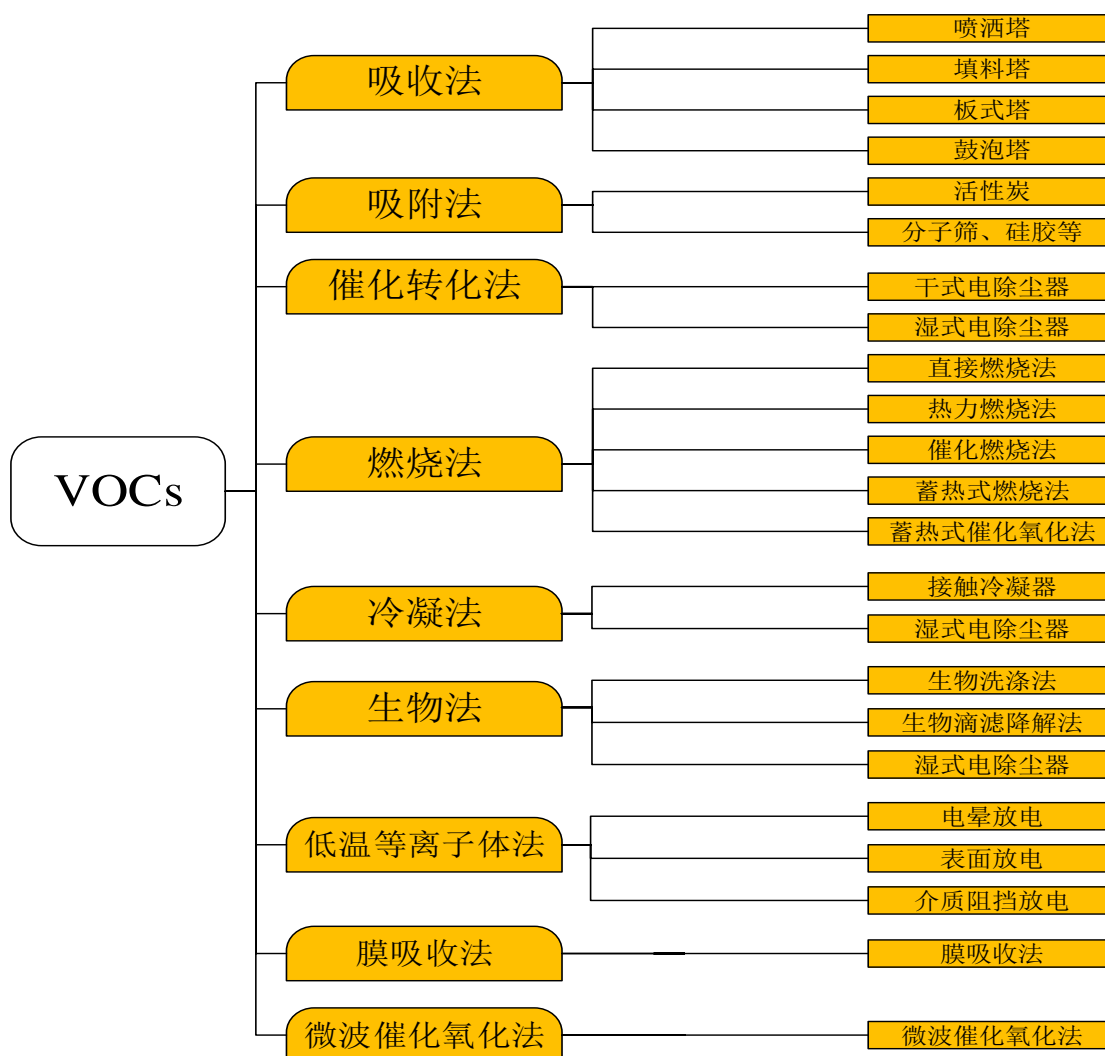 VOCs
吸收法
喷洒塔
填料塔
板式塔
鼓泡塔
吸附法
活性炭
分子筛、硅胶等
催化转化法
干式电除尘器
湿式电除尘器
燃烧法
直接燃烧法
热力燃烧法
催化燃烧法
蓄热式燃烧法
蓄热式催化氧化法
冷凝法
接触冷凝器
湿式电除尘器
生物法
生物洗涤法
生物滴滤降解法
湿式电除尘器
低温等离子体法
电晕放电
表面放电
介质阻挡放电
膜吸收法
膜吸收法
微波催化氧化法
微波催化氧化法